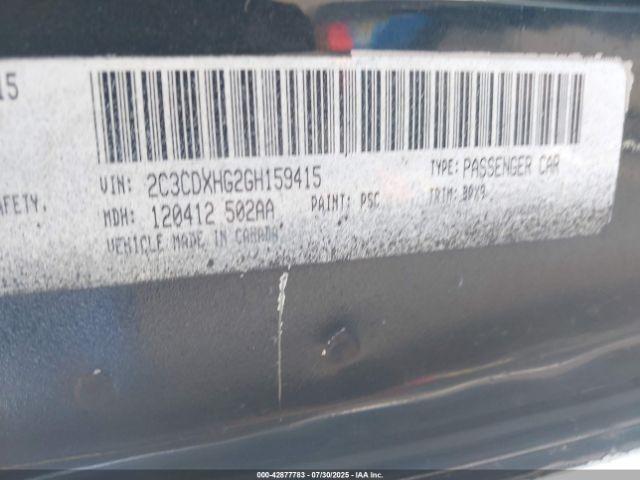 15
VIN: 2C3CDXHG2GH159415 TYPE: PASSENGER CAR
AFETY. MDH: 120412 502AA PAINT: PSC TRIM:
VEHICLE MADE IN CANADA
000-42877783 | 07/30/2025 | IAA Inc.